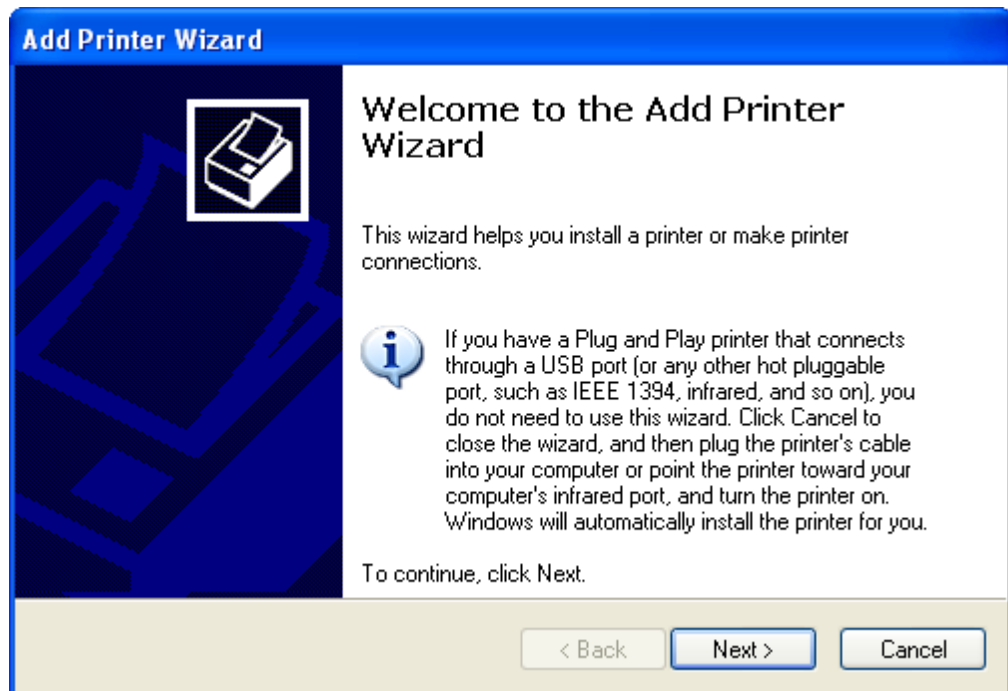 Add Printer Wizard
Welcome to the Add Printer
Wizard
This wizard helps you install a printer or make printer
connections.
If you have a Plug and Play printer that connects
through a USB port (or any other hot pluggable
port, such as IEEE 1394, infrared, and so on), you
do not need to use this wizard. Click Cancel to
close the wizard, and then plug the printer's cable
into your computer or point the printer toward your
computer's infrared port, and turn the printer on.
Windows will automatically install the printer for you.
To continue, click Next.
< Back Next > Cancel